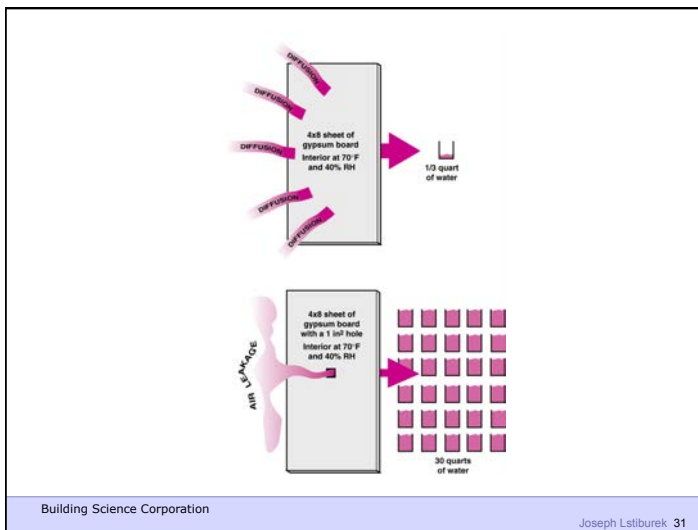 DIFFUSION
DIFFUSION
DIFFUSION
DIFFUSION
DIFFUSION
4x8 sheet of
gypsum board
Interior at 70°F
and 40% RH
1/3 quart
of water
AIR LEAKAGE
4x8 sheet of
gypsum board
with a 1 in² hole
Interior at 70°F
and 40% RH
30 quarts
of water
Building Science Corporation
Joseph Lstiburek 31